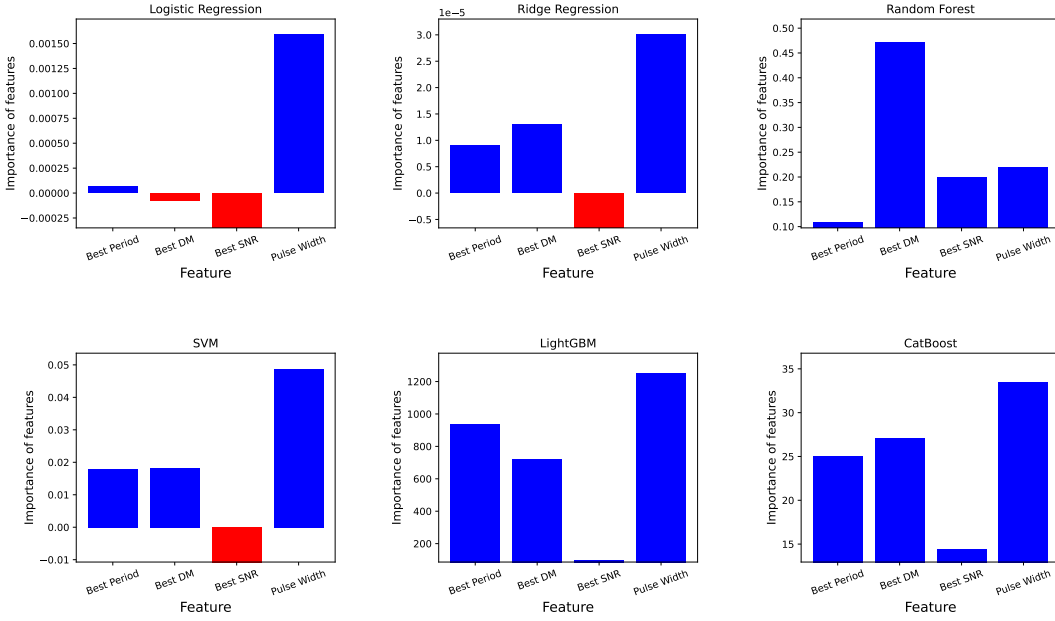 Logistic Regression
Importance of features
0.00150
0.00125
0.00100
0.00075
0.00050
0.00025
0.00000
−0.00025
Best Period
Best DM
Best SNR
Pulse Width
Feature
Ridge Regression
1e−5
Importance of features
3.0
2.5
2.0
1.5
1.0
0.5
0.0
−0.5
Best Period
Best DM
Best SNR
Pulse Width
Feature
Random Forest
Importance of features
0.50
0.45
0.40
0.35
0.30
0.25
0.20
0.15
0.10
Best Period
Best DM
Best SNR
Pulse Width
Feature
SVM
Importance of features
0.05
0.04
0.03
0.02
0.01
0.00
−0.01
Best Period
Best DM
Best SNR
Pulse Width
Feature
LightGBM
Importance of features
1200
1000
800
600
400
200
Best Period
Best DM
Best SNR
Pulse Width
Feature
CatBoost
Importance of features
35
30
25
20
15
Best Period
Best DM
Best SNR
Pulse Width
Feature